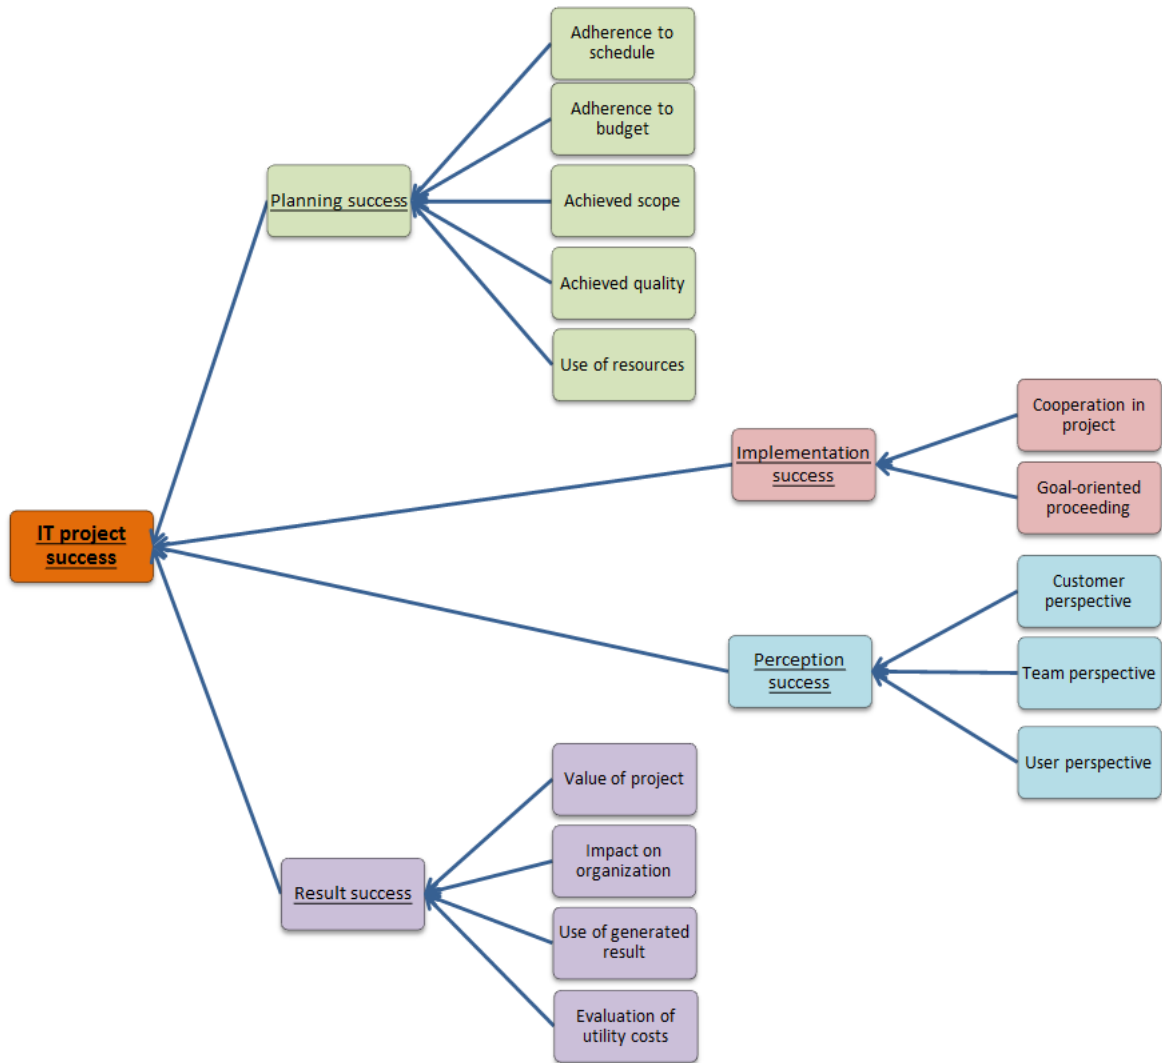 Adherence to
schedule
Adherence to
budget
Planning success
Achieved scope
Achieved quality
Use of resources
Cooperation in
project
Implementation
success
Goal-oriented
proceeding
IT project
success
Customer
perspective
Perception
success
Team perspective
User perspective
Value of project
Impact on
organization
Result success
Use of generated
result
Evaluation of
utility costs